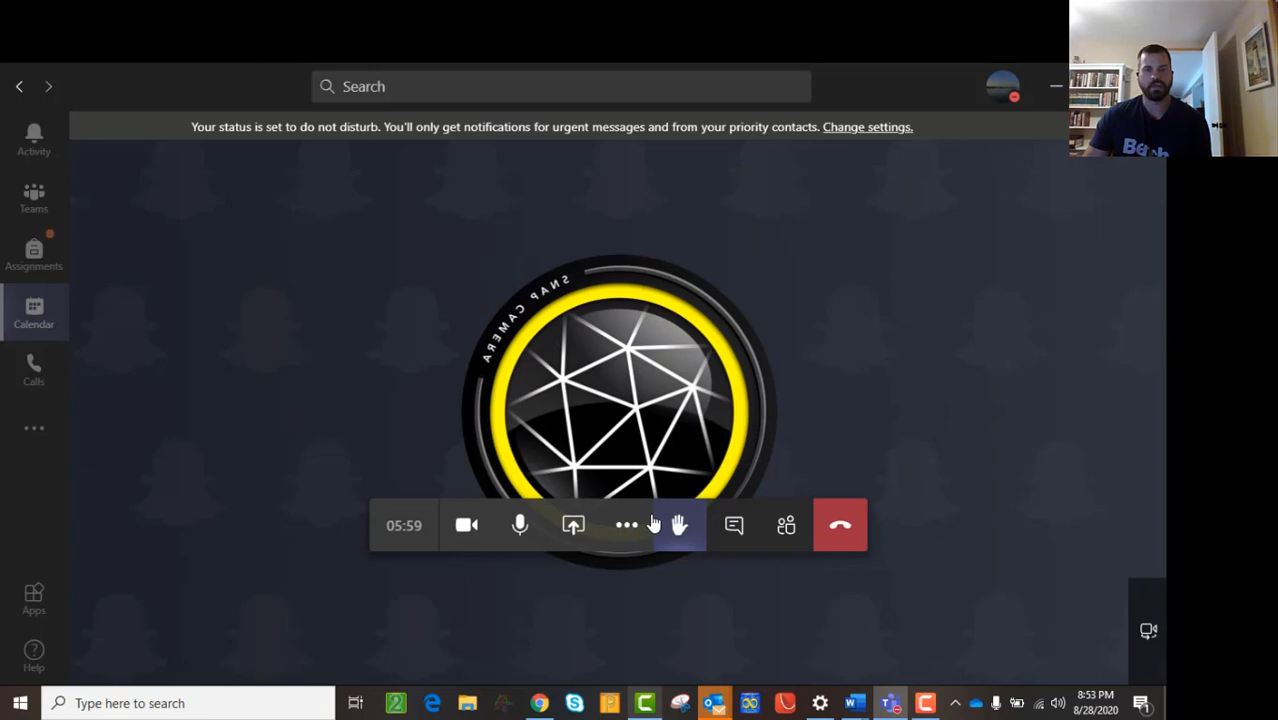 Search
Your status is set to do not disturb. You'll only get notifications for urgent messages and from your priority contacts. Change settings.
Activity
Teams
Assignments
Calendar
Calls
Apps
Help
SNAP CAMERA
05:59
Type here to search
8:53 PM
8/28/2020